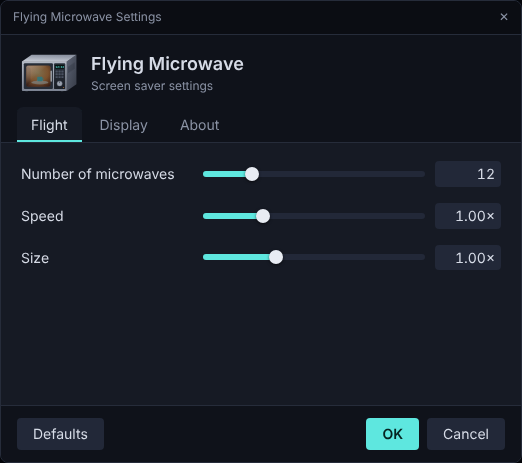 Flying Microwave Settings ×
Flying Microwave
Screen saver settings
Flight Display About
Number of microwaves 12
Speed 1.00×
Size 1.00×
Defaults OK Cancel